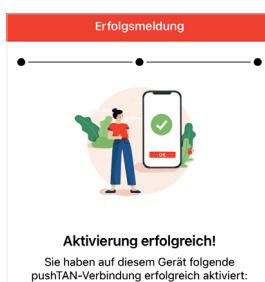 Erfolgsmeldung
OK
Aktivierung erfolgreich!
Sie haben auf diesem Gerät folgende
pushTAN-Verbindung erfolgreich aktiviert: